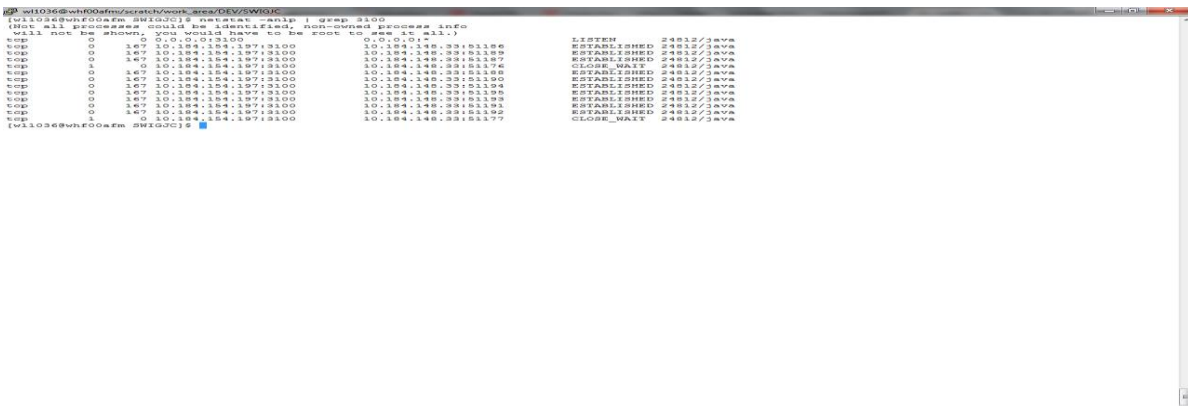 wl1036@whf00afm:/scratch/work_area/DEV/SWIGJC
[wl1036@whf00afm SWIGJC]$ netstat -anlp | grep 3100
(Not all processes could be identified, non-owned process info
will not be shown, you would have to be root to see it all.)
tcp 0 0 0.0.0.0:3100 0.0.0.0:* LISTEN 24812/java
tcp 0 167 10.184.154.197:3100 10.184.148.33:51186 ESTABLISHED 24812/java
tcp 0 167 10.184.154.197:3100 10.184.148.33:51189 ESTABLISHED 24812/java
tcp 0 167 10.184.154.197:3100 10.184.148.33:51187 ESTABLISHED 24812/java
tcp 1 0 10.184.154.197:3100 10.184.148.33:51176 CLOSE_WAIT 24812/java
tcp 0 167 10.184.154.197:3100 10.184.148.33:51188 ESTABLISHED 24812/java
tcp 0 167 10.184.154.197:3100 10.184.148.33:51190 ESTABLISHED 24812/java
tcp 0 167 10.184.154.197:3100 10.184.148.33:51194 ESTABLISHED 24812/java
tcp 0 167 10.184.154.197:3100 10.184.148.33:51195 ESTABLISHED 24812/java
tcp 0 167 10.184.154.197:3100 10.184.148.33:51193 ESTABLISHED 24812/java
tcp 0 167 10.184.154.197:3100 10.184.148.33:51191 ESTABLISHED 24812/java
tcp 0 167 10.184.154.197:3100 10.184.148.33:51192 ESTABLISHED 24812/java
tcp 1 0 10.184.154.197:3100 10.184.148.33:51177 CLOSE_WAIT 24812/java
[wl1036@whf00afm SWIGJC]$